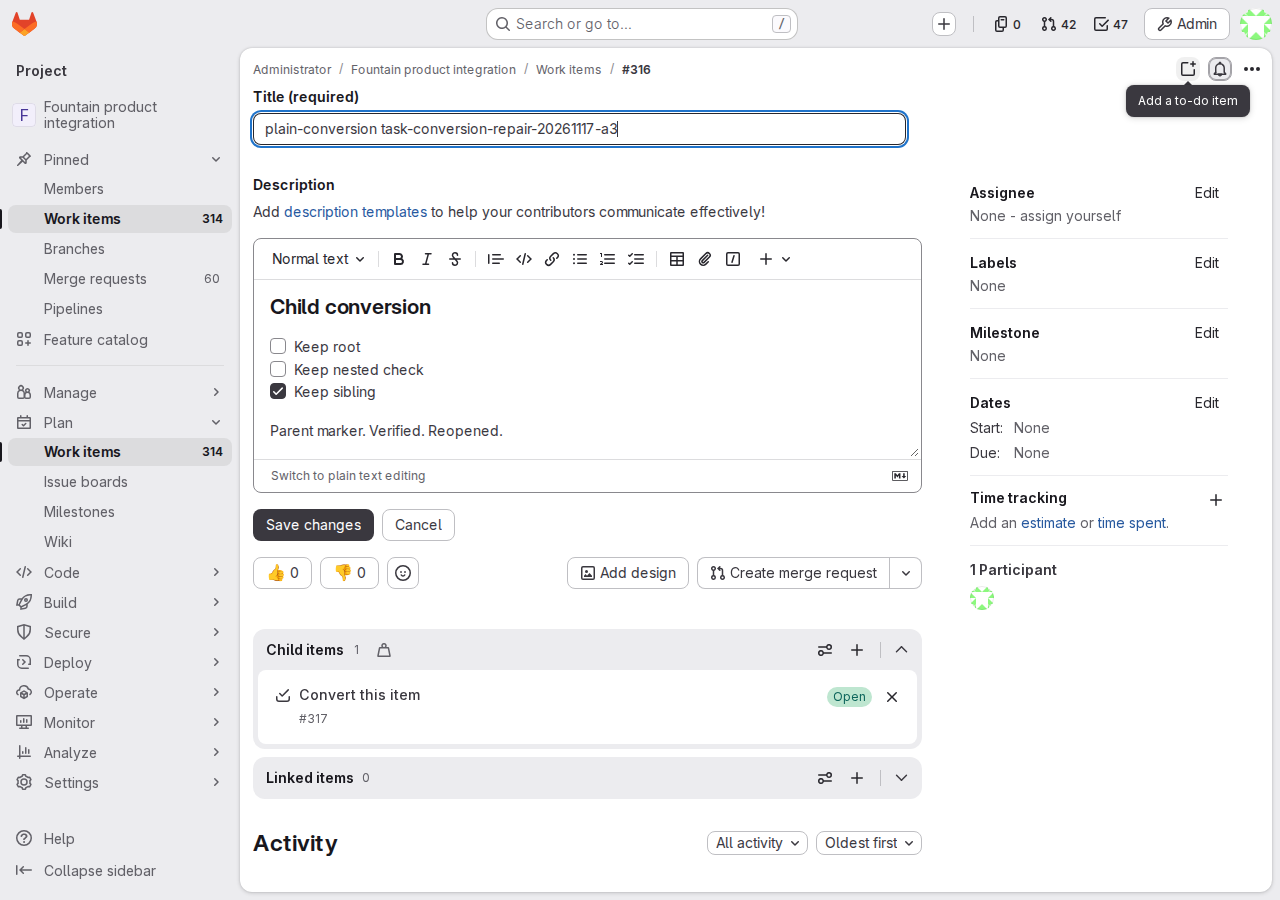 Search or go to...
/
0
42
47
Admin
Project
F
Fountain product integration
Pinned
Members
Work items
314
Branches
Merge requests
60
Pipelines
Feature catalog
Manage
Plan
Work items
314
Issue boards
Milestones
Wiki
Code
Build
Secure
Deploy
Operate
Monitor
Analyze
Settings
Help
Collapse sidebar
Administrator / Fountain product integration / Work items / #316
Add a to-do item
Title (required)
plain-conversion task-conversion-repair-20261117-a3
Description
Add description templates to help your contributors communicate effectively!
Normal text
Child conversion
Keep root
Keep nested check
Keep sibling
Parent marker. Verified. Reopened.
Switch to plain text editing
Save changes
Cancel
👍 0
👎 0
Add design
Create merge request
Child items 1
Convert this item
#317
Open
Linked items 0
Activity
All activity
Oldest first
Assignee
Edit
None - assign yourself
Labels
Edit
None
Milestone
Edit
None
Dates
Edit
Start: None
Due: None
Time tracking
Add an estimate or time spent.
1 Participant